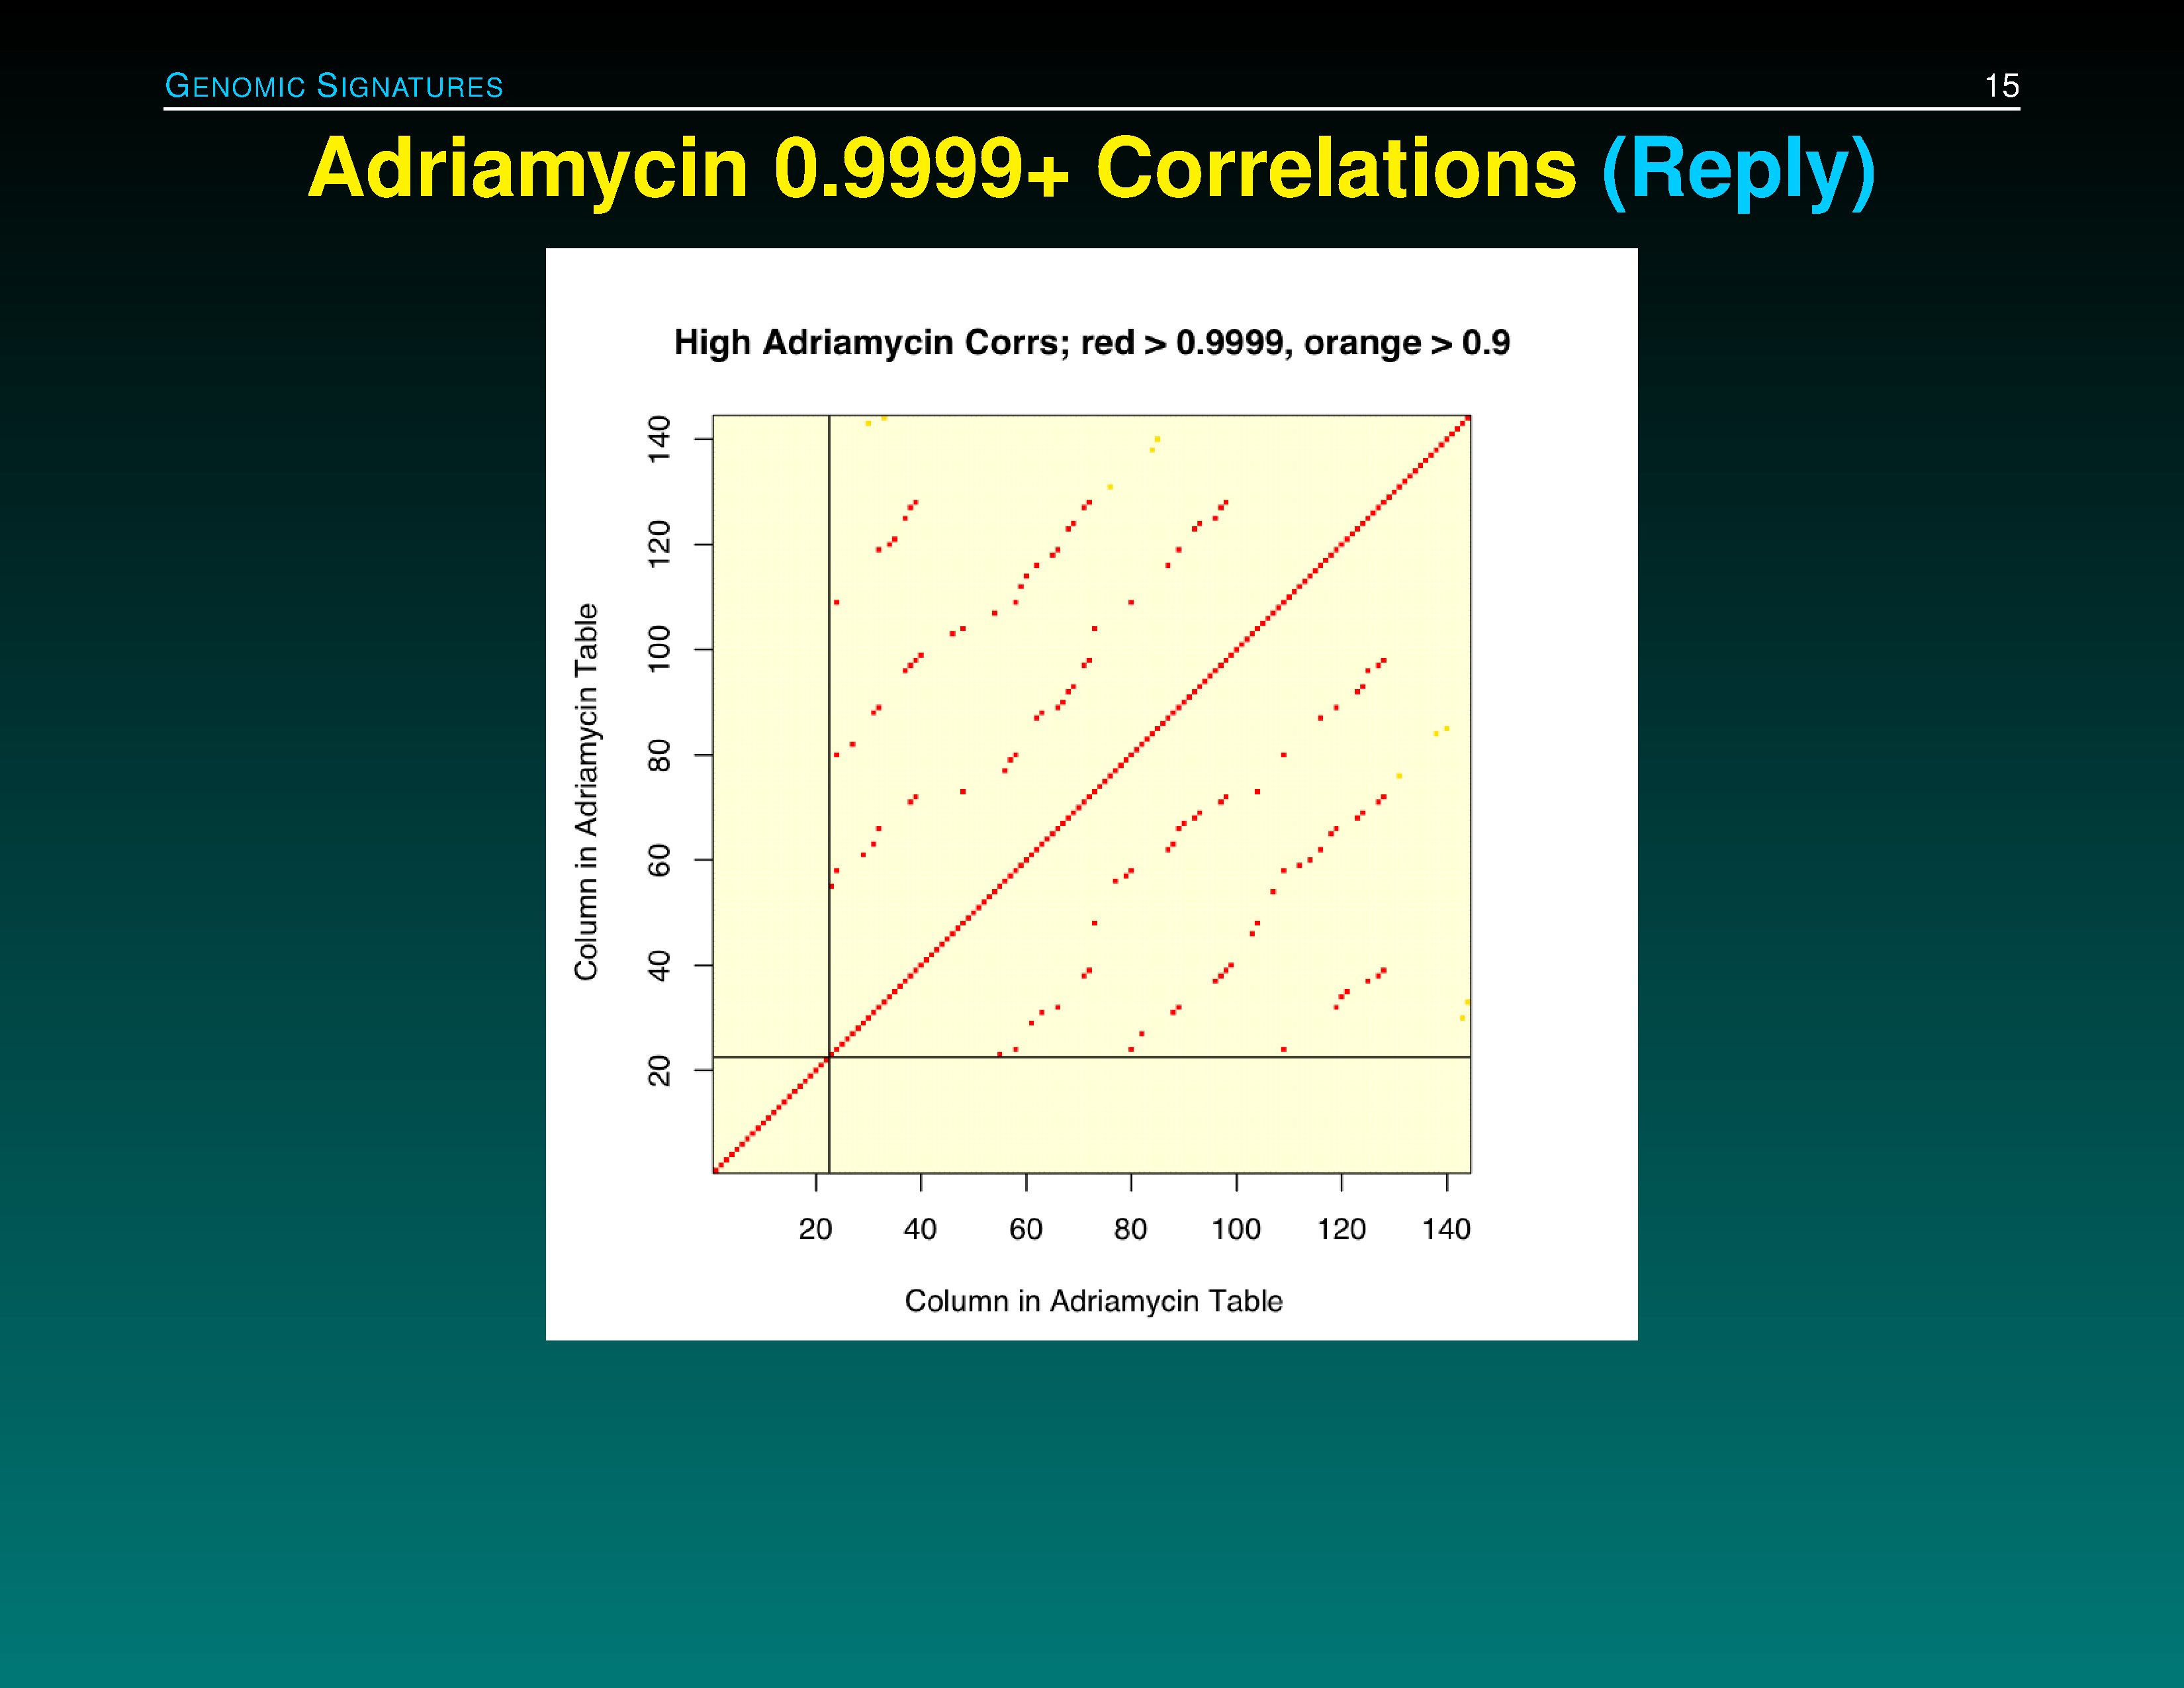 GENOMIC SIGNATURES 15
Adriamycin 0.9999+ Correlations (Reply)
High Adriamycin Corrs; red > 0.9999, orange > 0.9
Column in Adriamycin Table
140
120
100
80
60
40
20
20 40 60 80 100 120 140
Column in Adriamycin Table